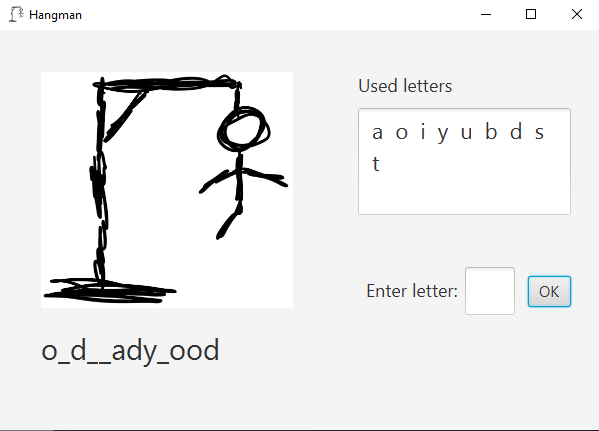 Hangman
Used letters
a o i y u b d s
t
Enter letter:
OK
o_d__ady_ood